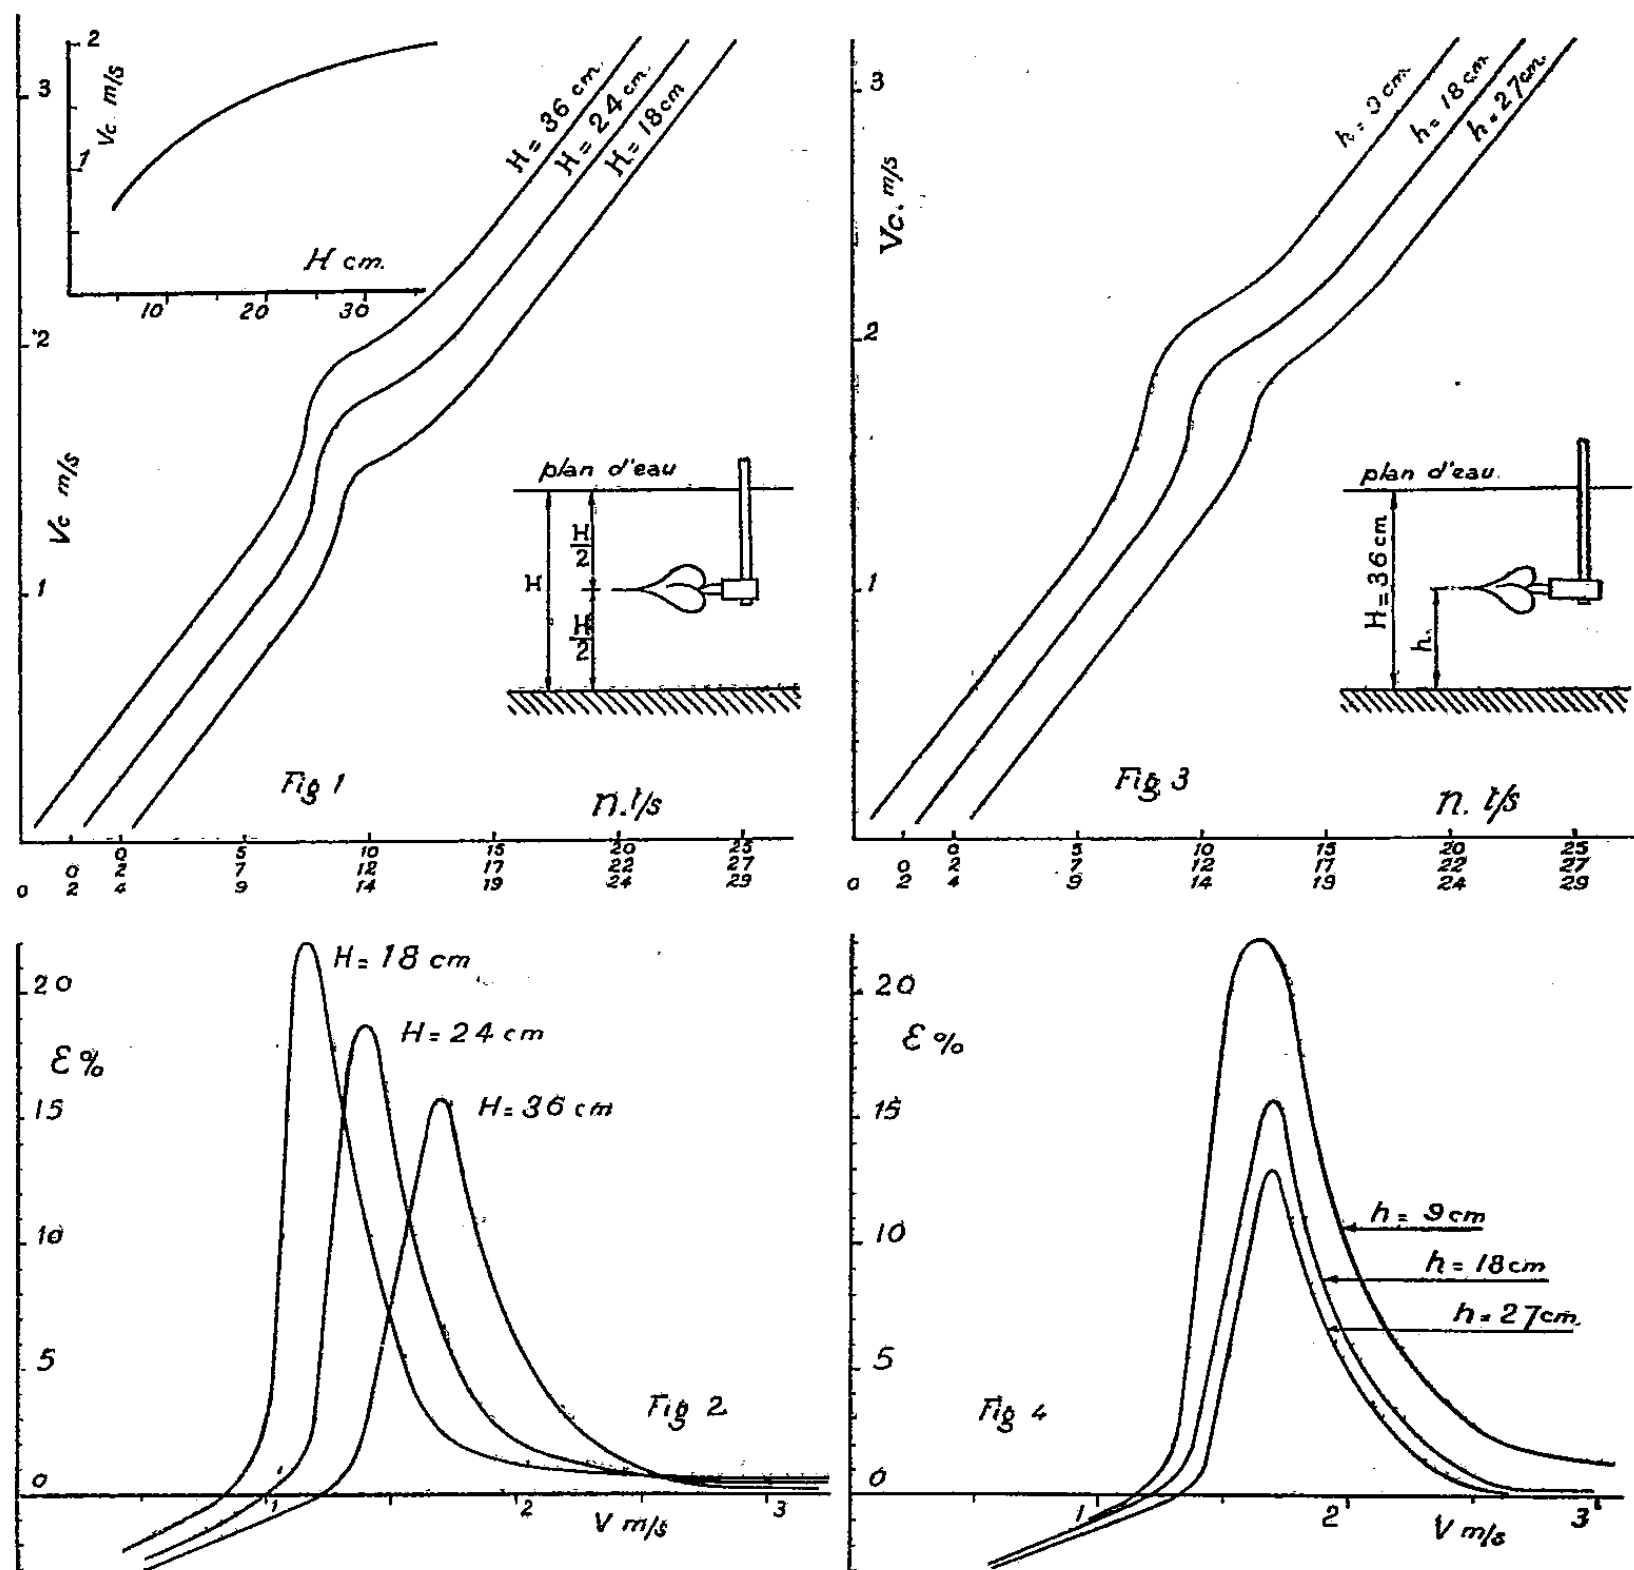 2
Vc m/s
1
H cm.
10 20 30
3
2
1
Vc m/s
H = 36 cm.
H = 24 cm.
H = 18 cm
plan d'eau
H
H/2
H/2
Fig 1
n. t/s
0 5 10 15 20 25
0 2 7 12 17 22 27
0 2 4 9 14 19 24 29
3
2
1
Vc. m/s
h = 9 cm
h = 18 cm
h = 27 cm.
plan d'eau.
H = 36 cm
h.
Fig 3
n. t/s
0 5 10 15 20 25
0 2 7 12 17 22 27
0 2 4 9 14 19 24 29
20
15
10
5
0
ε %
H = 18 cm
H = 24 cm
H = 36 cm
Fig 2
1 2 3
V m/s
20
15
10
5
0
ε %
h = 9 cm
h = 18 cm
h = 27 cm.
Fig 4
1 2 3
V m/s